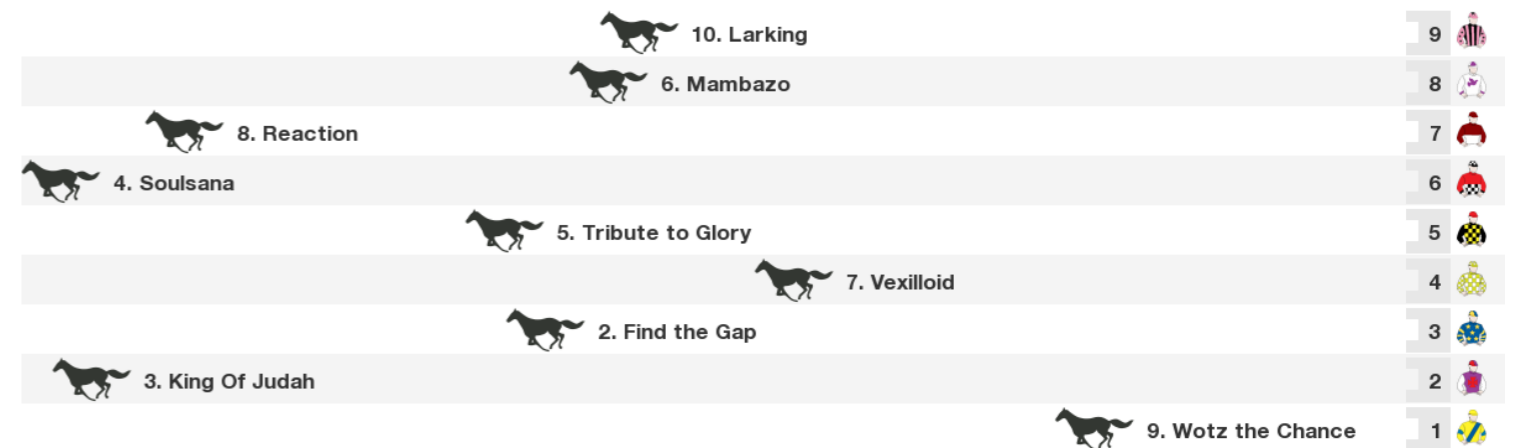 10. Larking 9
6. Mambazo 8
8. Reaction 7
4. Soulsana 6
5. Tribute to Glory 5
7. Vexilloid 4
2. Find the Gap 3
3. King Of Judah 2
9. Wotz the Chance 1